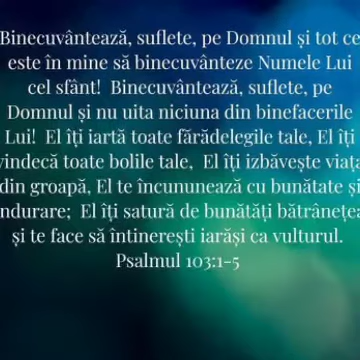 Binecuvântează, suflete, pe Domnul și tot ce
este în mine să binecuvânteze Numele Lui
cel sfânt! Binecuvântează, suflete, pe
Domnul și nu uita niciuna din binefacerile
Lui! El îți iartă toate fărădelegile tale, El îți
vindecă toate bolile tale, El îți izbăvește viața
din groapă, El te încununează cu bunătate și
îndurare; El îți satură de bunătăți bătrânețea
și te face să întinerești iarăși ca vulturul.
Psalmul 103:1-5